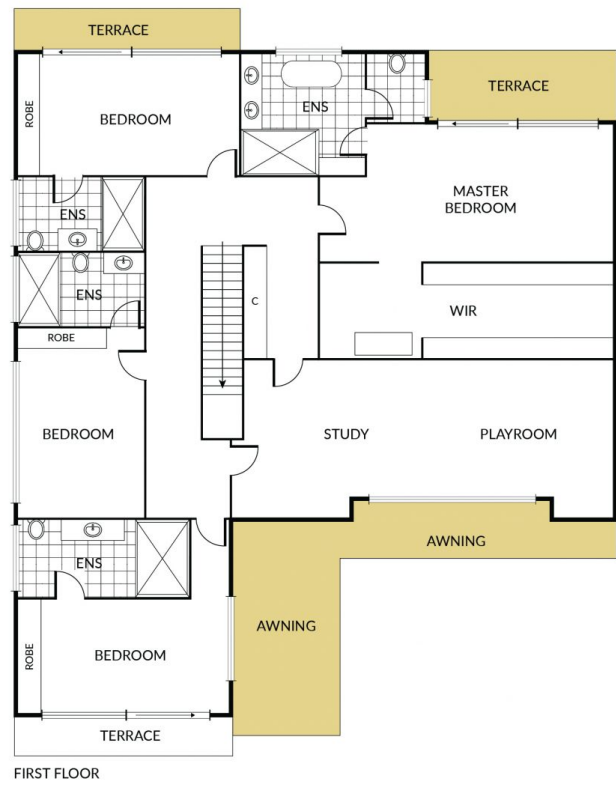 TERRACE
TERRACE
ROBE
BEDROOM
ENS
MASTER
BEDROOM
ENS
ENS
C
WIR
ROBE
BEDROOM
STUDY
PLAYROOM
ENS
AWNING
AWNING
ROBE
BEDROOM
TERRACE
FIRST FLOOR